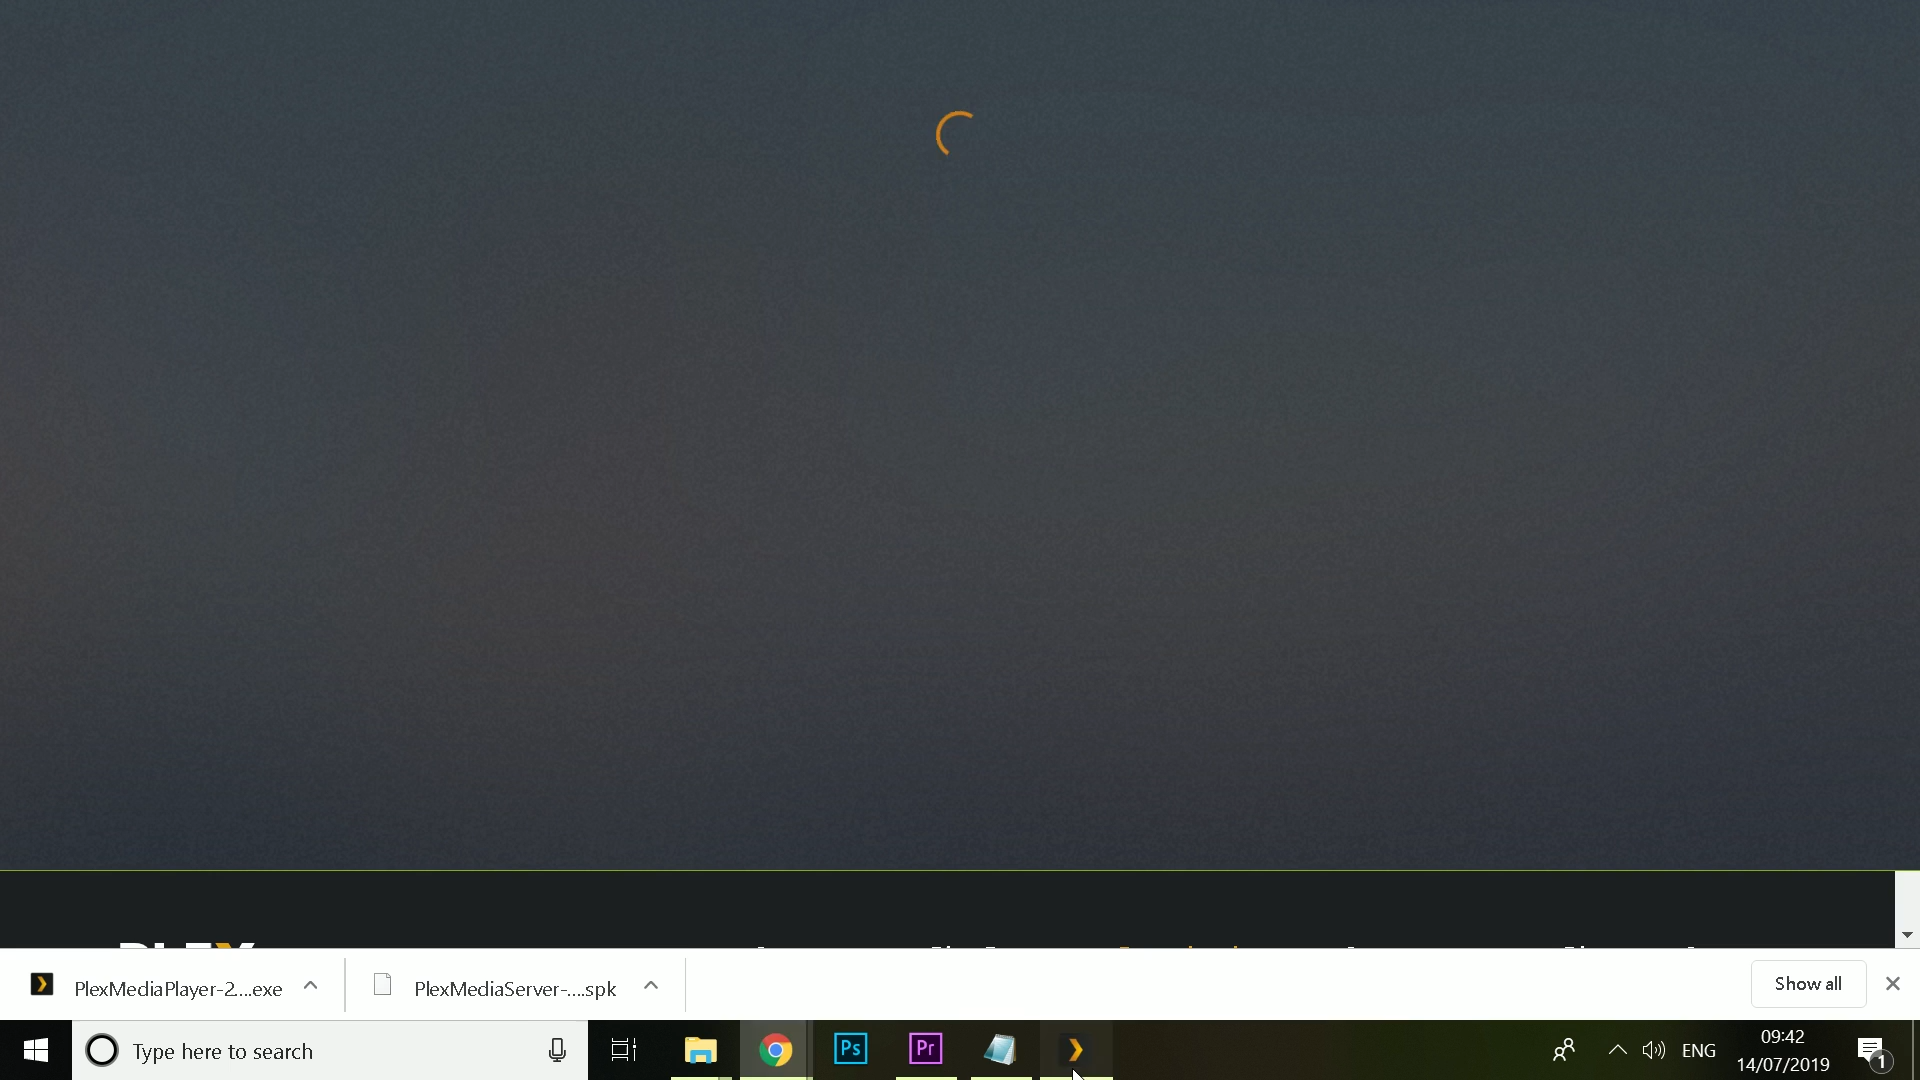 PLEX
PlexMediaPlayer-2....exe
PlexMediaServer-....spk
Show all
Type here to search
Ps
Pr
ENG
09:42
14/07/2019
1